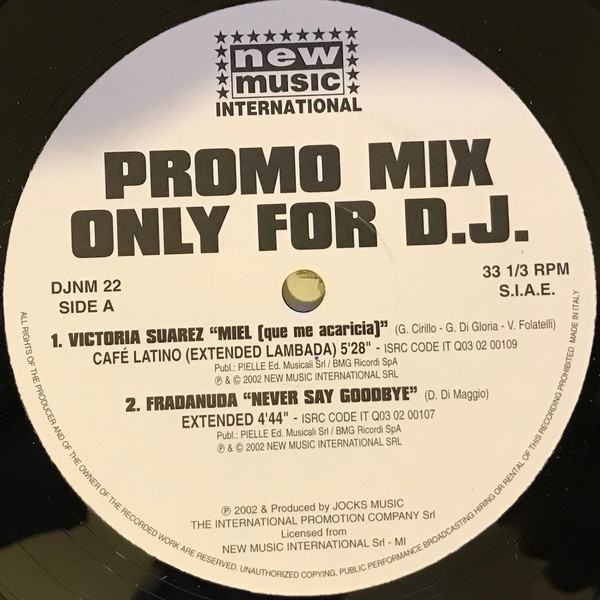 new
music
INTERNATIONAL
PROMO MIX
ONLY FOR D.J.
DJNM 22
SIDE A
33 1/3 RPM
S.I.A.E.
1. VICTORIA SUAREZ "MIEL (que me acaricia)" (G. Cirillo - G. Di Gloria - V. Folatelli)
CAFÉ LATINO (EXTENDED LAMBADA) 5'28" - ISRC CODE IT Q03 02 00109
Publ.: PIELLE Ed. Musicali Srl / BMG Ricordi SpA
℗ & © 2002 NEW MUSIC INTERNATIONAL SRL
2. FRADANUDA "NEVER SAY GOODBYE" (D. Di Maggio)
EXTENDED 4'44" - ISRC CODE IT Q03 02 00107
Publ.: PIELLE Ed. Musicali Srl / BMG Ricordi SpA
℗ & © 2002 NEW MUSIC INTERNATIONAL SRL
℗ 2002 & Produced by JOCKS MUSIC
THE INTERNATIONAL PROMOTION COMPANY Srl
Licensed from
NEW MUSIC INTERNATIONAL Srl - MI
ALL RIGHTS OF THE PRODUCER AND OF THE OWNER OF THE RECORDED WORK ARE RESERVED. UNAUTHORIZED COPYING, PUBLIC PERFORMANCE BROADCASTING HIRING OR RENTAL OF THIS RECORDING PROHIBITED. MADE IN ITALY